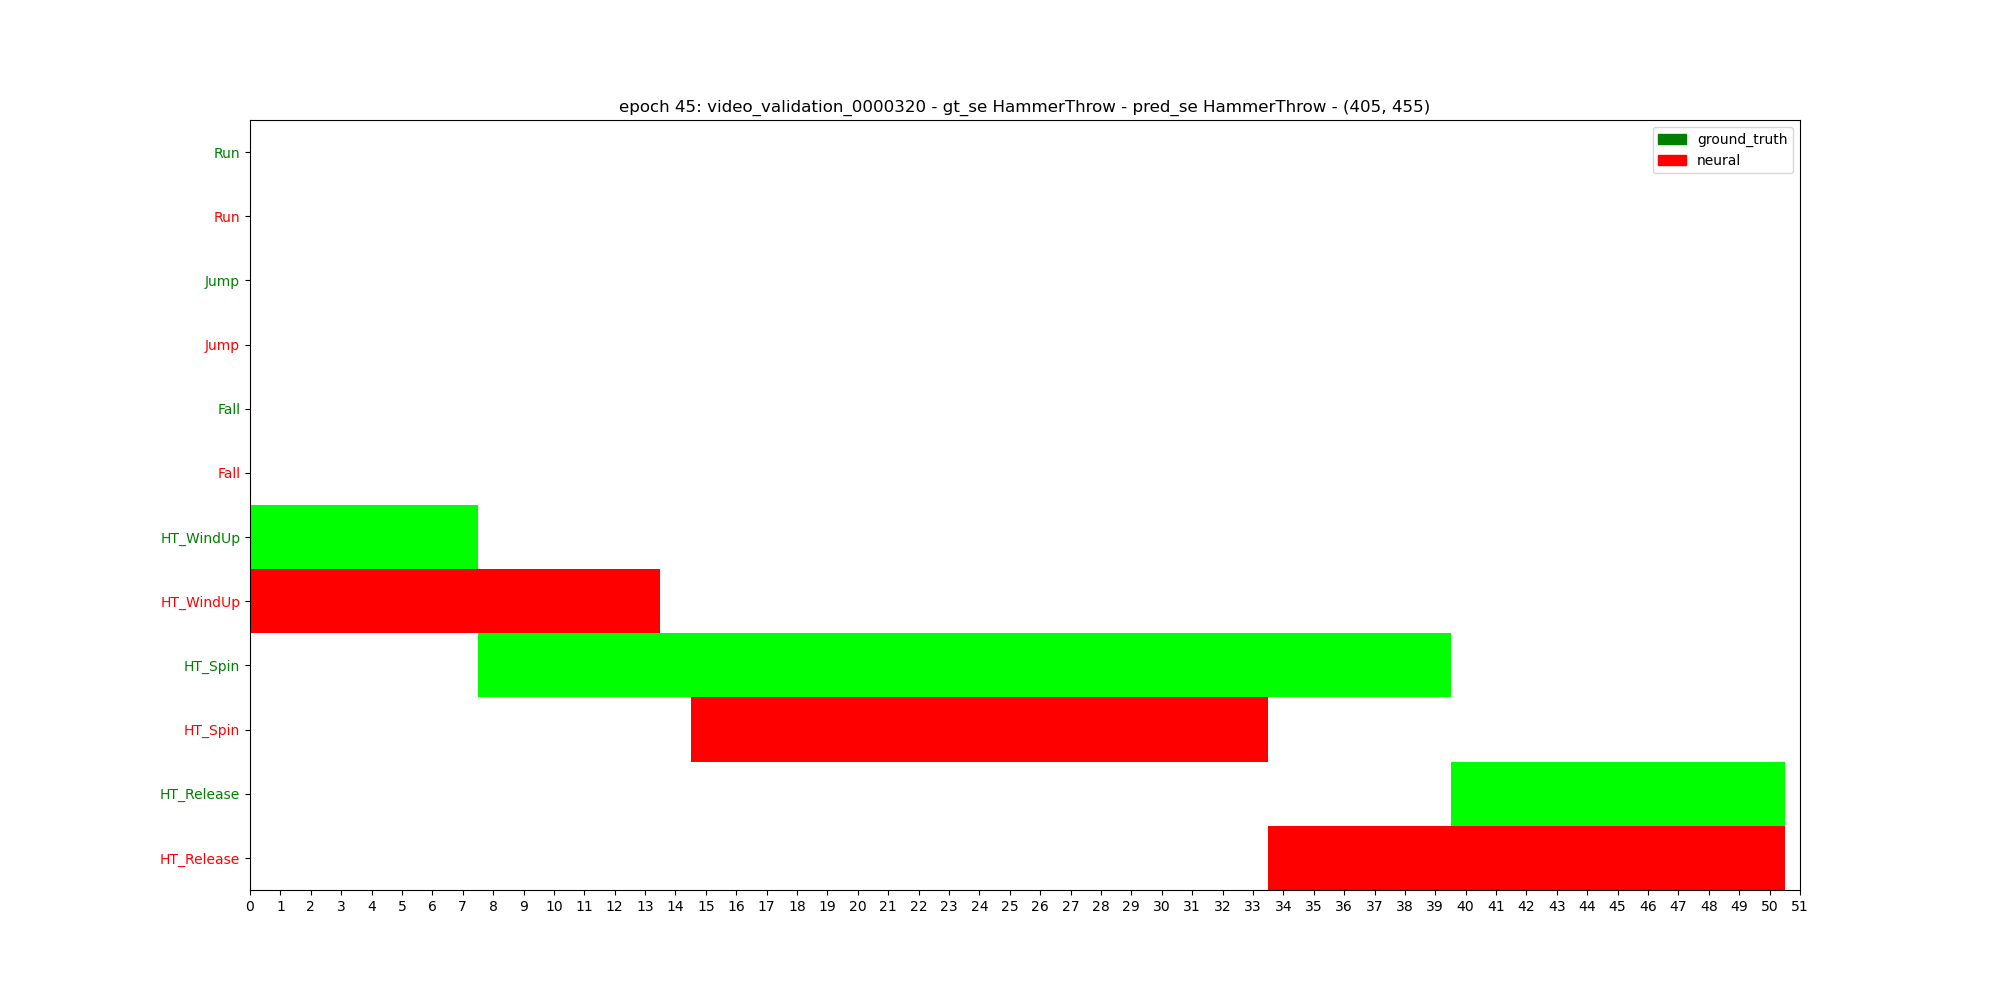 epoch 45: video_validation_0000320 - gt_se HammerThrow - pred_se HammerThrow - (405, 455)
ground_truth
neural
Run
Run
Jump
Jump
Fall
Fall
HT_WindUp
HT_WindUp
HT_Spin
HT_Spin
HT_Release
HT_Release
0 1 2 3 4 5 6 7 8 9 10 11 12 13 14 15 16 17 18 19 20 21 22 23 24 25 26 27 28 29 30 31 32 33 34 35 36 37 38 39 40 41 42 43 44 45 46 47 48 49 50 51